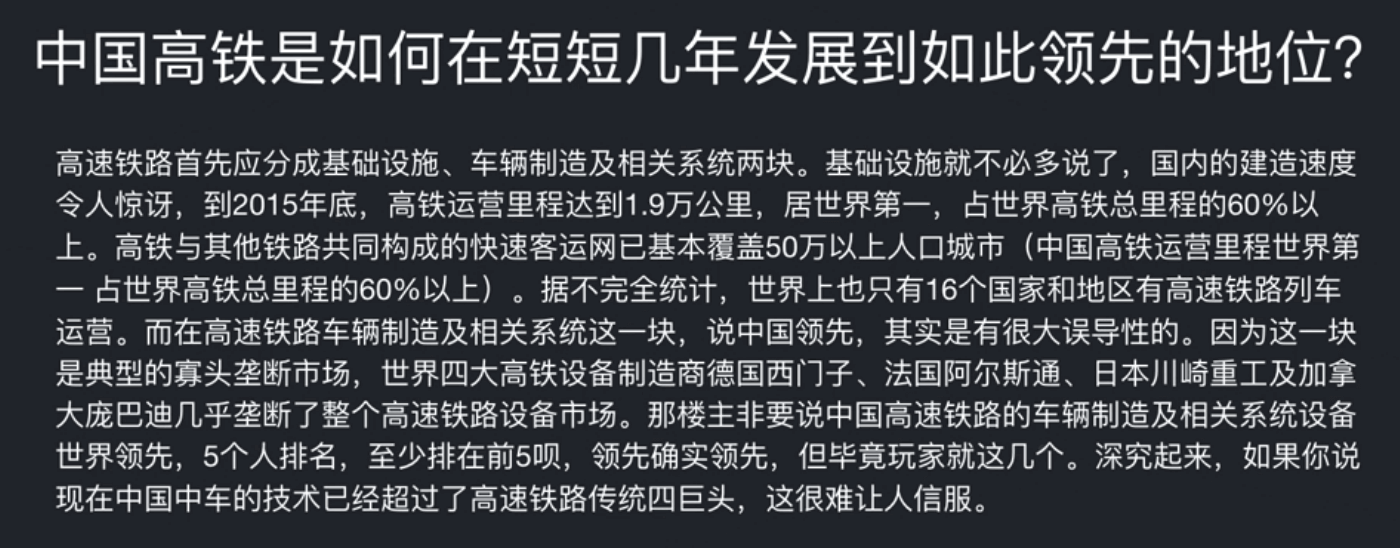 中国高铁是如何在短短几年发展到如此领先的地位?
高速铁路首先应分成基础设施、车辆制造及相关系统两块。基础设施就不必多说了，国内的建造速度
令人惊讶，到2015年底，高铁运营里程达到1.9万公里，居世界第一，占世界高铁总里程的60%以
上。高铁与其他铁路共同构成的快速客运网已基本覆盖50万以上人口城市（中国高铁运营里程世界第
一 占世界高铁总里程的60%以上）。据不完全统计，世界上也只有16个国家和地区有高速铁路列车
运营。而在高速铁路车辆制造及相关系统这一块，说中国领先，其实是有很大误导性的。因为这一块
是典型的寡头垄断市场，世界四大高铁设备制造商德国西门子、法国阿尔斯通、日本川崎重工及加拿
大庞巴迪几乎垄断了整个高速铁路设备市场。那楼主非要说中国高速铁路的车辆制造及相关系统设备
世界领先，5个人排名，至少排在前5呗，领先确实领先，但毕竟玩家就这几个。深究起来，如果你说
现在中国中车的技术已经超过了高速铁路传统四巨头，这很难让人信服。